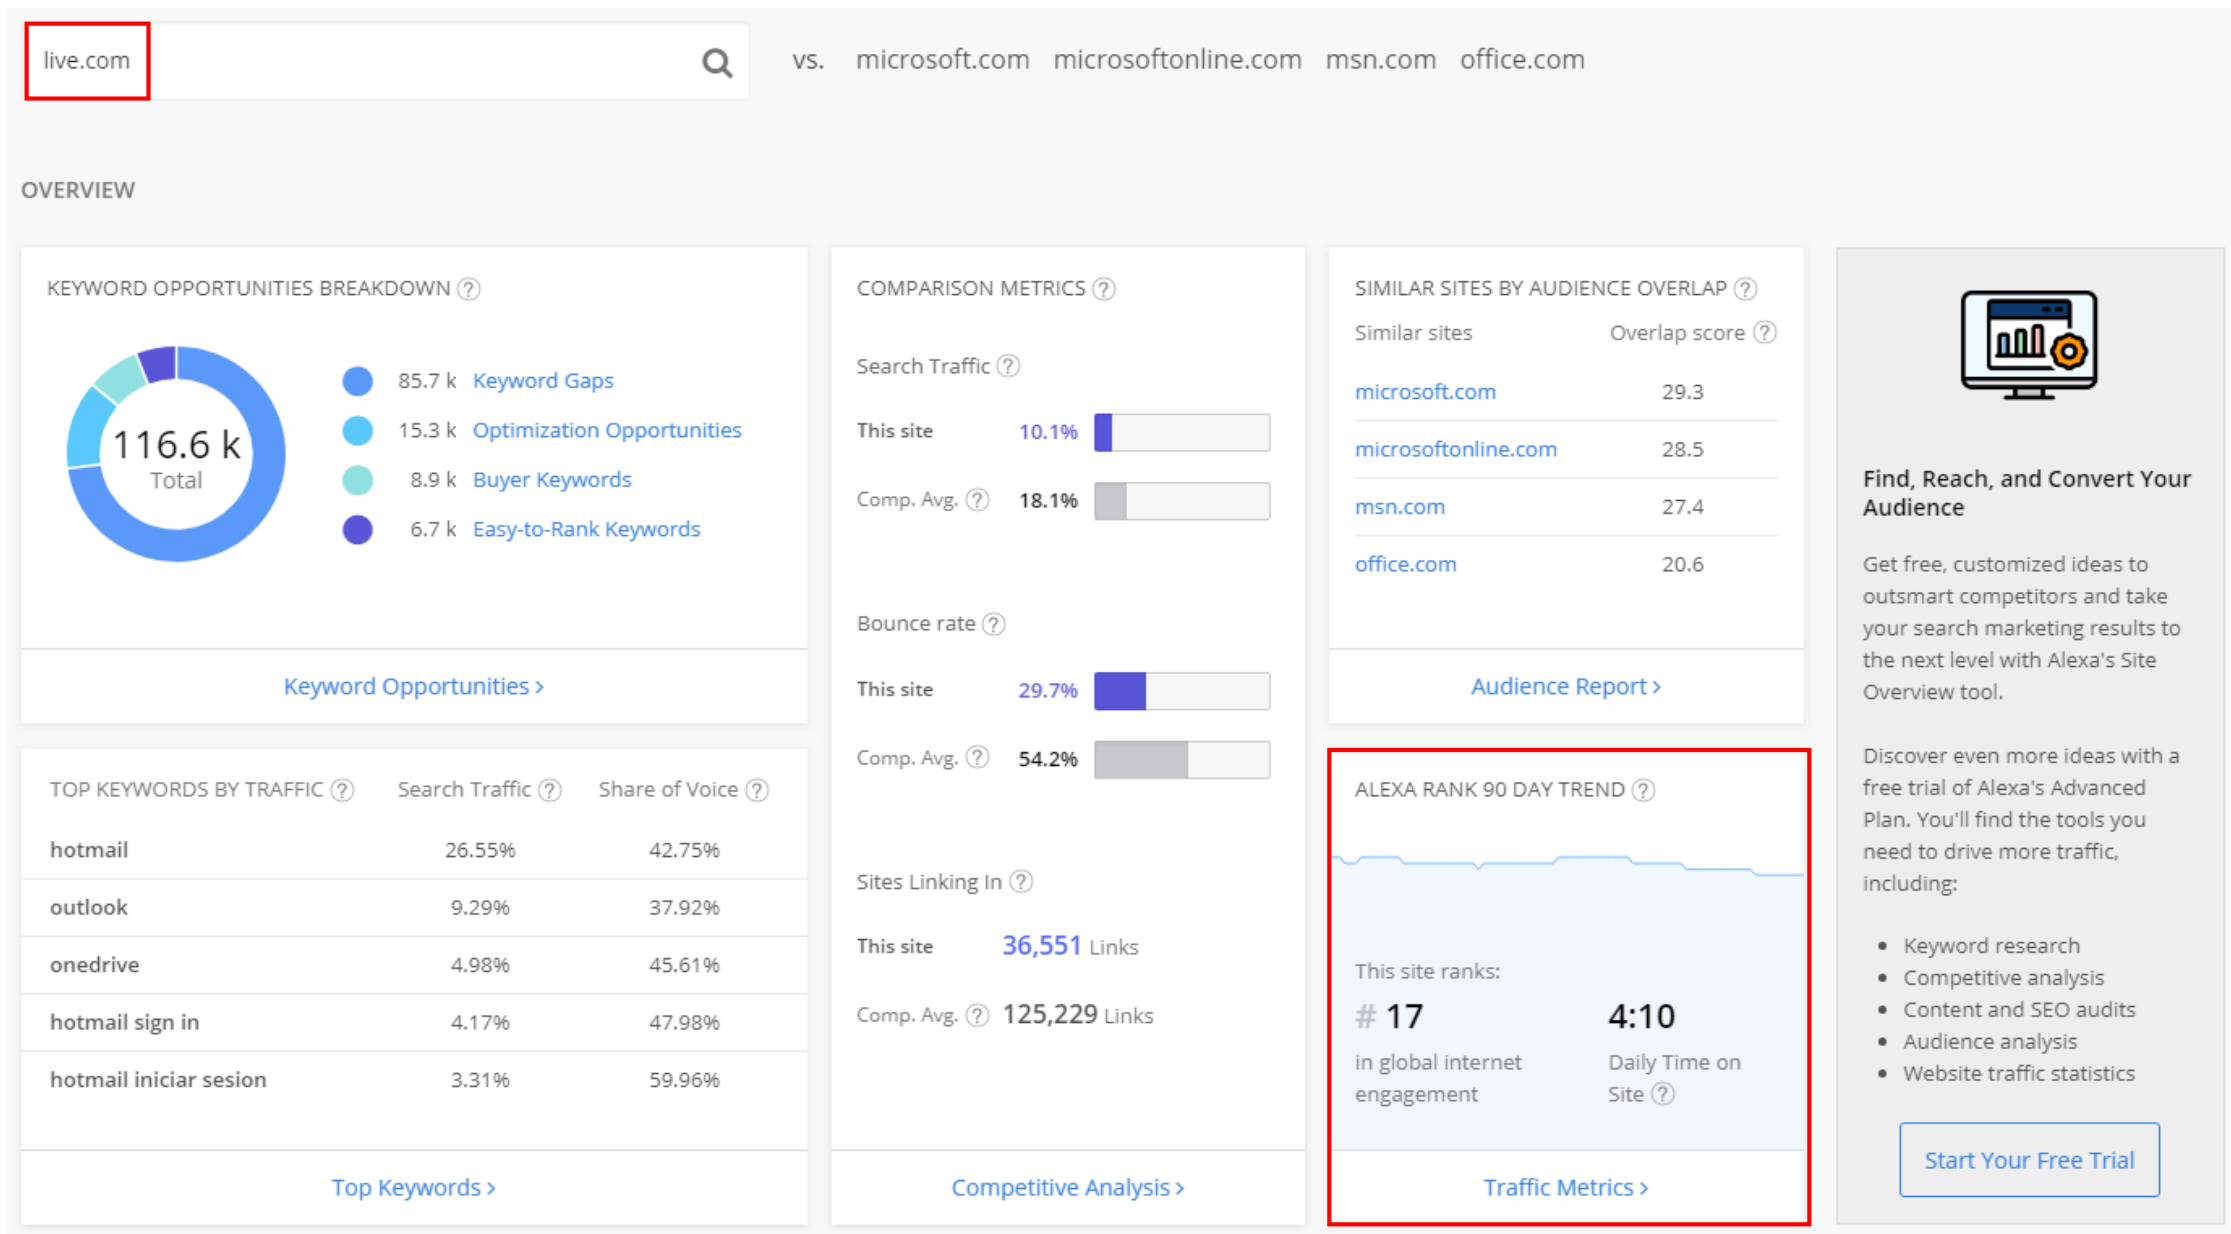 live.com
vs. microsoft.com microsoftonline.com msn.com office.com
OVERVIEW
KEYWORD OPPORTUNITIES BREAKDOWN ?
116.6 k
Total
85.7 k Keyword Gaps
15.3 k Optimization Opportunities
8.9 k Buyer Keywords
6.7 k Easy-to-Rank Keywords
Keyword Opportunities >
TOP KEYWORDS BY TRAFFIC ? Search Traffic ? Share of Voice ?
hotmail 26.55% 42.75%
outlook 9.29% 37.92%
onedrive 4.98% 45.61%
hotmail sign in 4.17% 47.98%
hotmail iniciar sesion 3.31% 59.96%
Top Keywords >
COMPARISON METRICS ?
Search Traffic ?
This site 10.1%
Comp. Avg. ? 18.1%
Bounce rate ?
This site 29.7%
Comp. Avg. ? 54.2%
Sites Linking In ?
This site 36,551 Links
Comp. Avg. ? 125,229 Links
Competitive Analysis >
SIMILAR SITES BY AUDIENCE OVERLAP ?
Similar sites Overlap score ?
microsoft.com 29.3
microsoftonline.com 28.5
msn.com 27.4
office.com 20.6
Audience Report >
ALEXA RANK 90 DAY TREND ?
This site ranks:
# 17 4:10
in global internet Daily Time on
engagement Site ?
Traffic Metrics >
Find, Reach, and Convert Your
Audience
Get free, customized ideas to
outsmart competitors and take
your search marketing results to
the next level with Alexa's Site
Overview tool.
Discover even more ideas with a
free trial of Alexa's Advanced
Plan. You'll find the tools you
need to drive more traffic,
including:
• Keyword research
• Competitive analysis
• Content and SEO audits
• Audience analysis
• Website traffic statistics
Start Your Free Trial